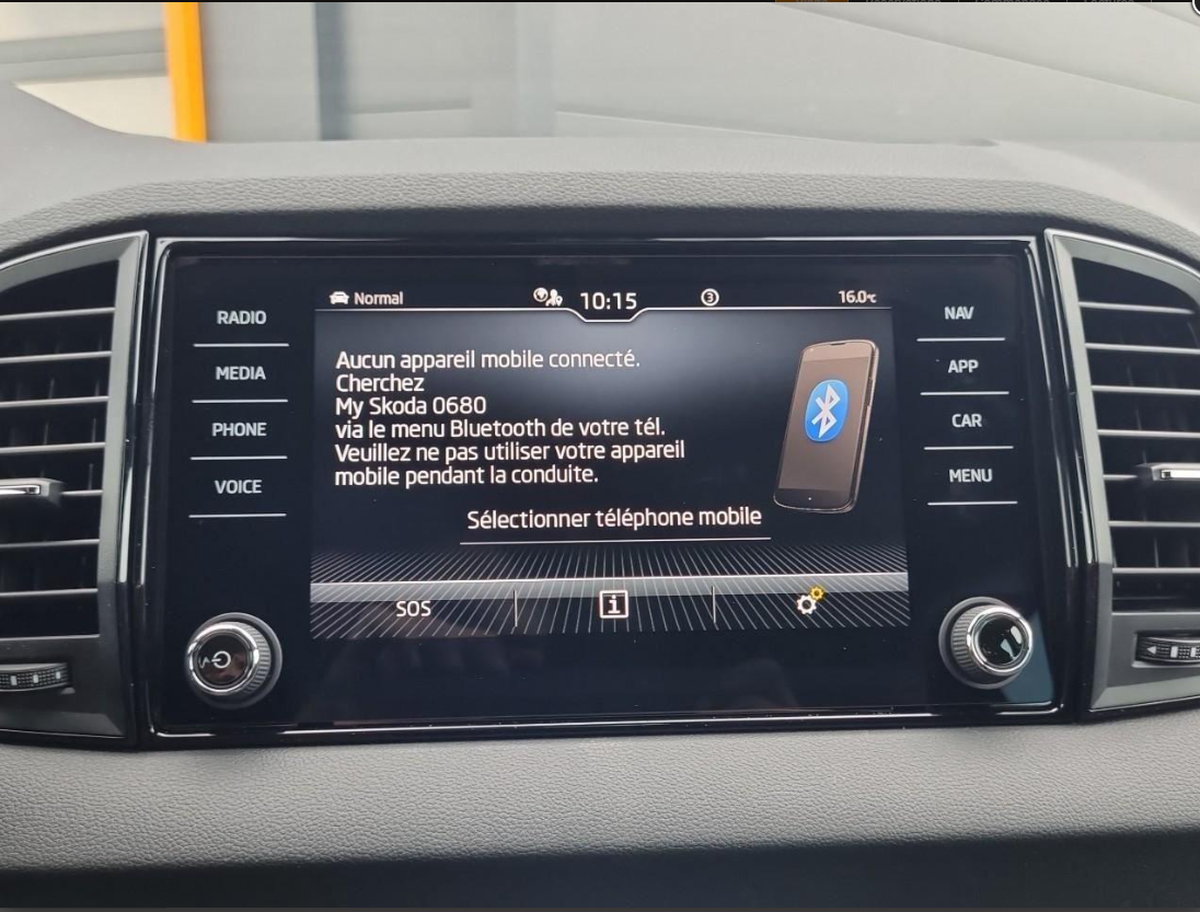 Normal
10:15
3
16.0°C
RADIO
MEDIA
PHONE
VOICE
Aucun appareil mobile connecté.
Cherchez
My Skoda 0680
via le menu Bluetooth de votre tél.
Veuillez ne pas utiliser votre appareil
mobile pendant la conduite.
Sélectionner téléphone mobile
SOS
i
NAV
APP
CAR
MENU